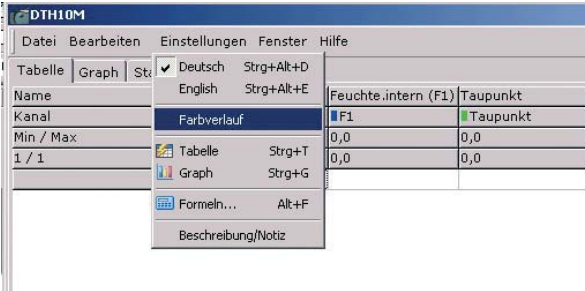 DTH10M
Datei Bearbeiten Einstellungen Fenster Hilfe
Tabelle Graph Sta
Deutsch Strg+Alt+D
English Strg+Alt+E
Farbverlauf
Tabelle Strg+T
Graph Strg+G
Formeln... Alt+F
Beschreibung/Notiz
Name Feuchte.intern (F1) Taupunkt
Kanal F1 Taupunkt
Min / Max 0,0 0,0
1 / 1 0,0 0,0